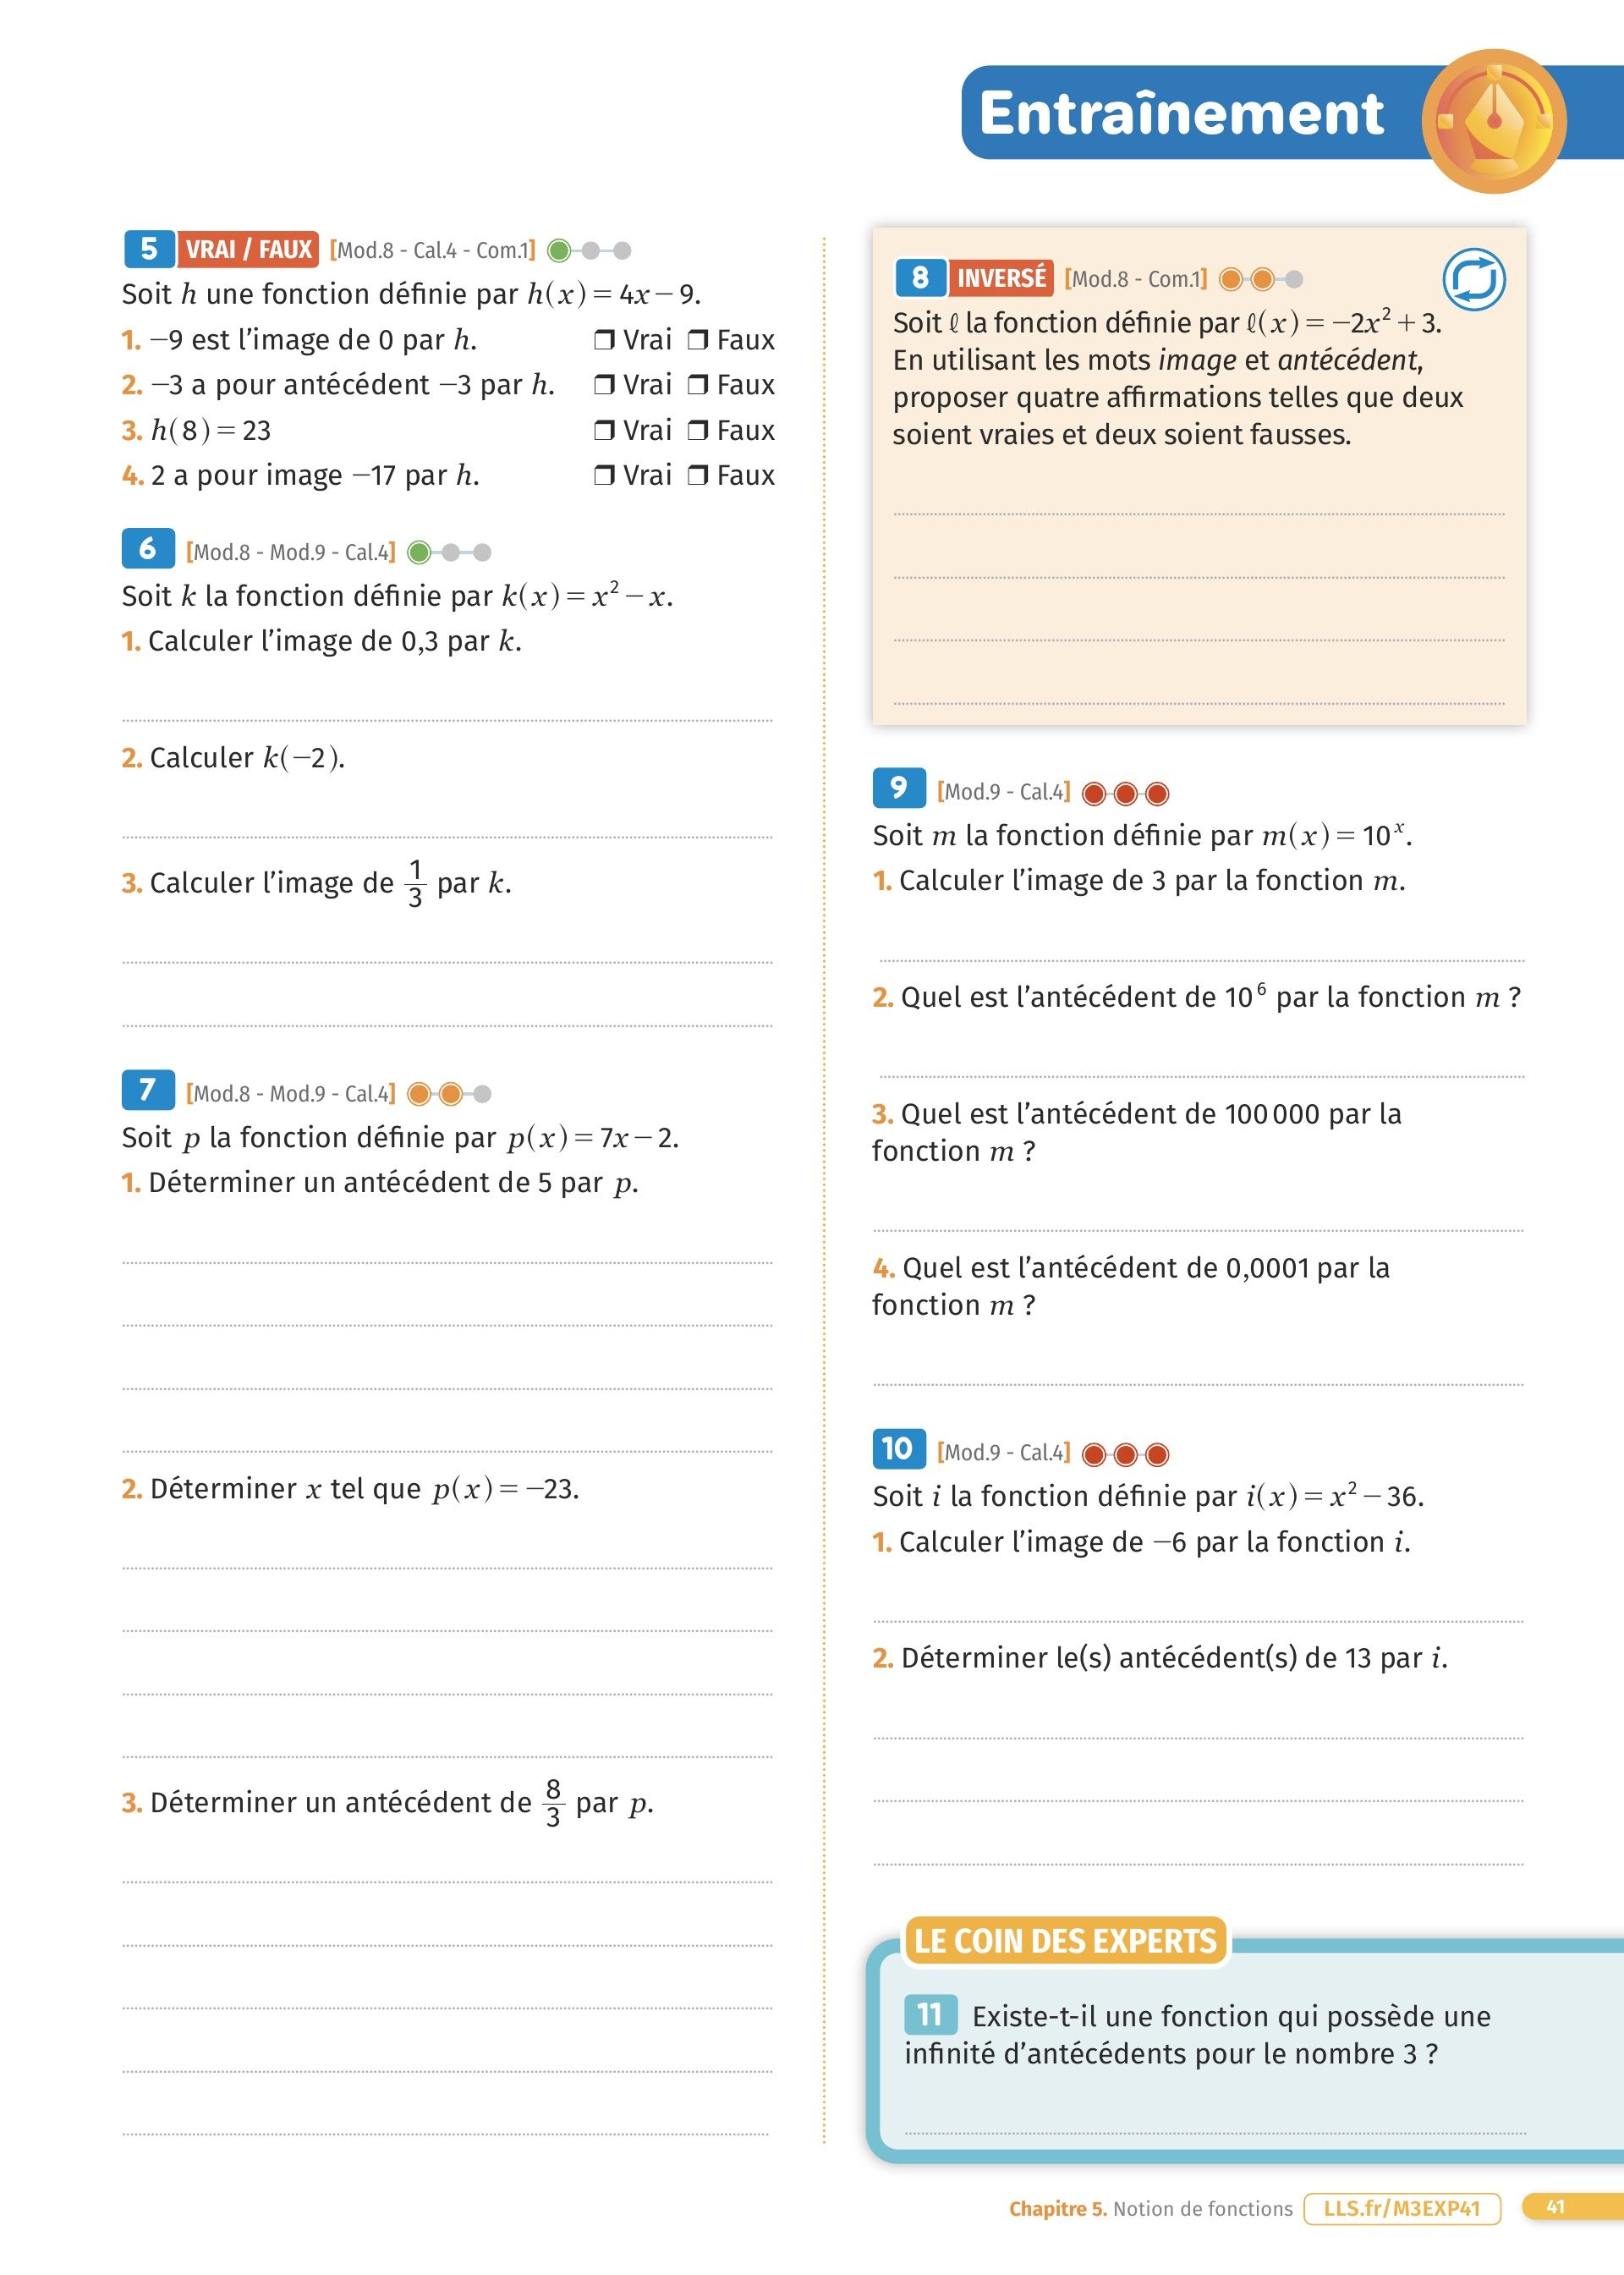 Entraînement
5 VRAI / FAUX [Mod.8 - Cal.4 - Com.1]
Soit h une fonction définie par h(x) = 4x − 9.
1. −9 est l’image de 0 par h. ❒ Vrai ❒ Faux
2. −3 a pour antécédent −3 par h. ❒ Vrai ❒ Faux
3. h(8) = 23 ❒ Vrai ❒ Faux
4. 2 a pour image −17 par h. ❒ Vrai ❒ Faux
6 [Mod.8 - Mod.9 - Cal.4]
Soit k la fonction définie par k(x) = x² − x.
1. Calculer l’image de 0,3 par k.
2. Calculer k(−2).
3. Calculer l’image de 1/3 par k.
7 [Mod.8 - Mod.9 - Cal.4]
Soit p la fonction définie par p(x) = 7x − 2.
1. Déterminer un antécédent de 5 par p.
2. Déterminer x tel que p(x) = −23.
3. Déterminer un antécédent de 8/3 par p.
8 INVERSÉ [Mod.8 - Com.1]
Soit ℓ la fonction définie par ℓ(x) = −2x² + 3.
En utilisant les mots image et antécédent,
proposer quatre affirmations telles que deux
soient vraies et deux soient fausses.
9 [Mod.9 - Cal.4]
Soit m la fonction définie par m(x) = 10ˣ.
1. Calculer l’image de 3 par la fonction m.
2. Quel est l’antécédent de 10⁶ par la fonction m ?
3. Quel est l’antécédent de 100 000 par la
fonction m ?
4. Quel est l’antécédent de 0,0001 par la
fonction m ?
10 [Mod.9 - Cal.4]
Soit i la fonction définie par i(x) = x² − 36.
1. Calculer l’image de −6 par la fonction i.
2. Déterminer le(s) antécédent(s) de 13 par i.
LE COIN DES EXPERTS
11 Existe-t-il une fonction qui possède une
infinité d’antécédents pour le nombre 3 ?
Chapitre 5. Notion de fonctions LLS.fr/M3EXP41 41